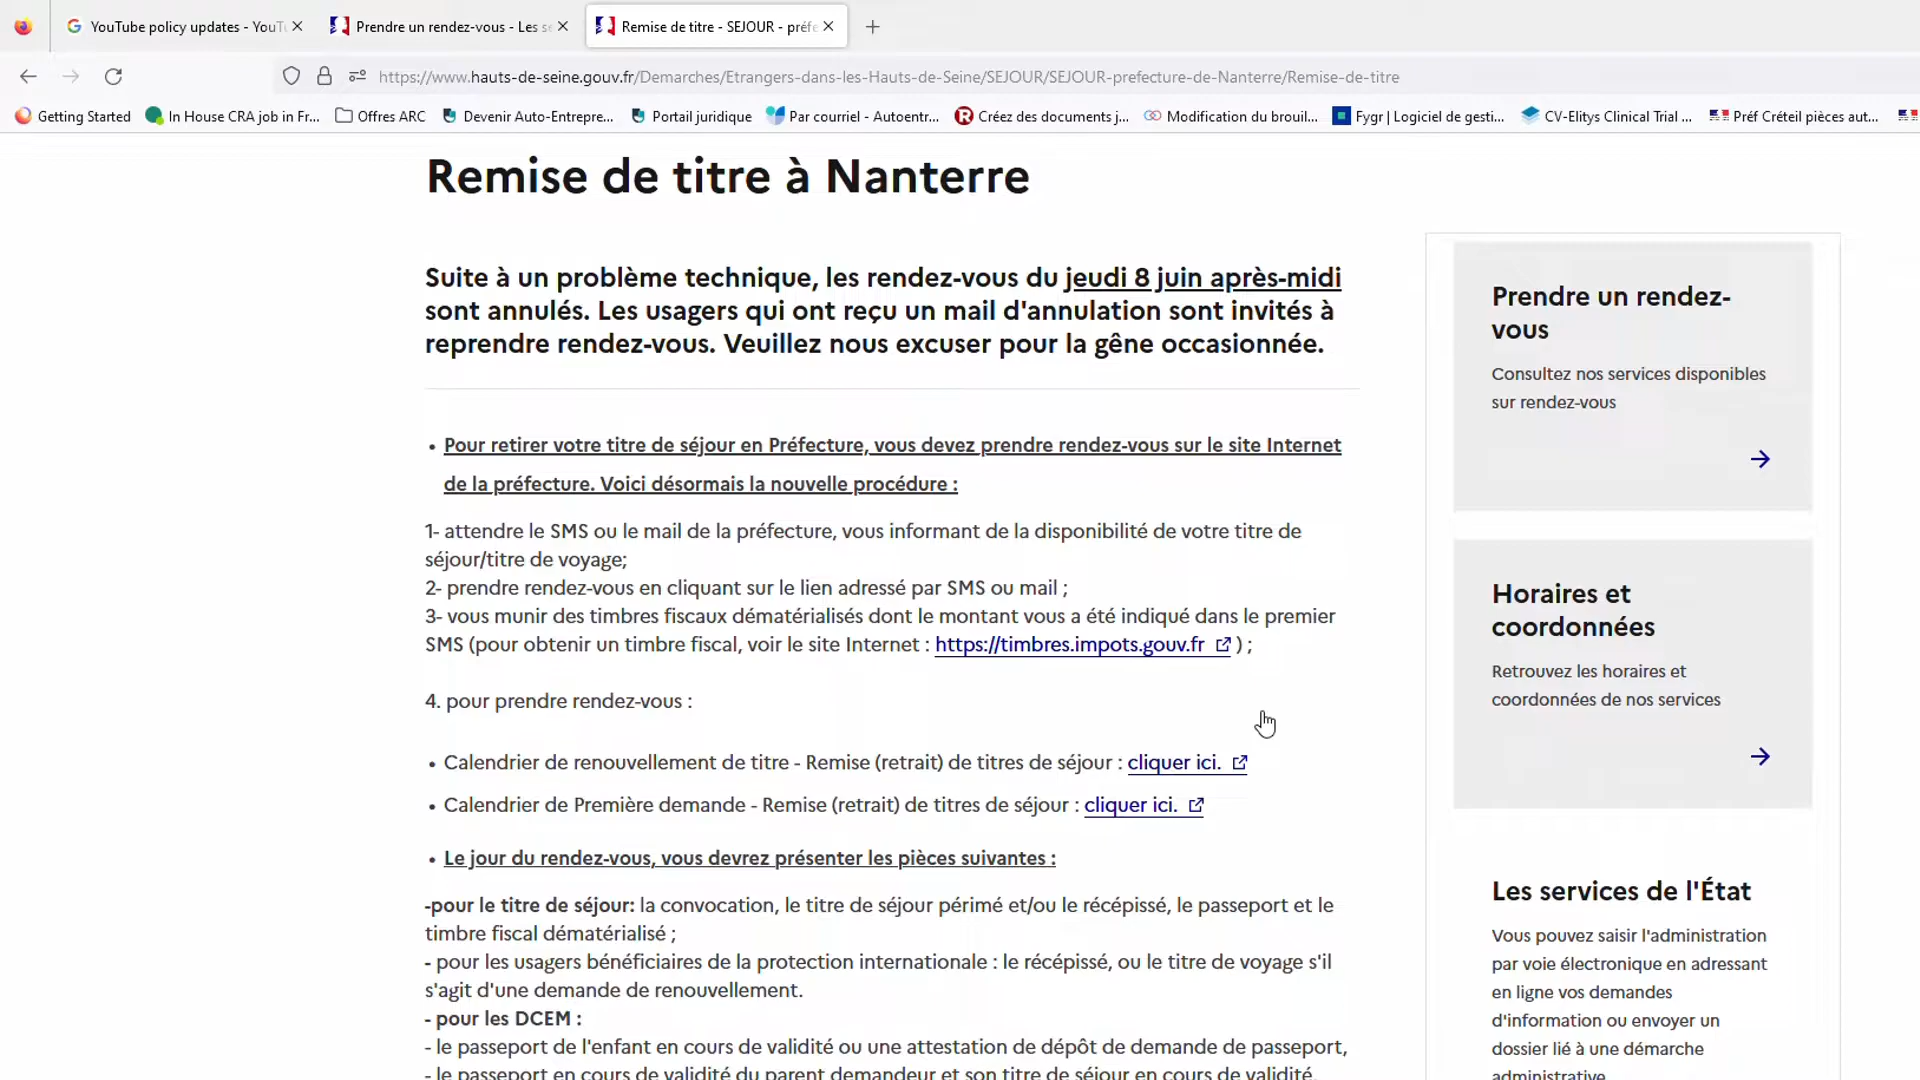 YouTube policy updates - YouT
Prendre un rendez-vous - Les se
Remise de titre - SEJOUR - préfe
https://www.hauts-de-seine.gouv.fr/Demarches/Etrangers-dans-les-Hauts-de-Seine/SEJOUR/SEJOUR-prefecture-de-Nanterre/Remise-de-titre
Getting Started
In House CRA job in Fr...
Offres ARC
Devenir Auto-Entrepre...
Portail juridique
Par courriel - Autoentr...
Créez des documents j...
Modification du brouil...
Fygr | Logiciel de gesti...
CV-Elitys Clinical Trial ...
Préf Créteil pièces aut...
Remise de titre à Nanterre
Suite à un problème technique, les rendez-vous du jeudi 8 juin après-midi
sont annulés. Les usagers qui ont reçu un mail d'annulation sont invités à
reprendre rendez-vous. Veuillez nous excuser pour la gêne occasionnée.
• Pour retirer votre titre de séjour en Préfecture, vous devez prendre rendez-vous sur le site Internet
de la préfecture. Voici désormais la nouvelle procédure :
1- attendre le SMS ou le mail de la préfecture, vous informant de la disponibilité de votre titre de
séjour/titre de voyage;
2- prendre rendez-vous en cliquant sur le lien adressé par SMS ou mail ;
3- vous munir des timbres fiscaux dématérialisés dont le montant vous a été indiqué dans le premier
SMS (pour obtenir un timbre fiscal, voir le site Internet : https://timbres.impots.gouv.fr ) ;
4. pour prendre rendez-vous :
• Calendrier de renouvellement de titre - Remise (retrait) de titres de séjour : cliquer ici.
• Calendrier de Première demande - Remise (retrait) de titres de séjour : cliquer ici.
• Le jour du rendez-vous, vous devrez présenter les pièces suivantes :
-pour le titre de séjour: la convocation, le titre de séjour périmé et/ou le récépissé, le passeport et le
timbre fiscal dématérialisé ;
- pour les usagers bénéficiaires de la protection internationale : le récépissé, ou le titre de voyage s'il
s'agit d'une demande de renouvellement.
- pour les DCEM :
- le passeport de l'enfant en cours de validité ou une attestation de dépôt de demande de passeport,
- le passeport en cours de validité du parent demandeur et son titre de séjour en cours de validité.
Prendre un rendez-
vous
Consultez nos services disponibles
sur rendez-vous
Horaires et
coordonnées
Retrouvez les horaires et
coordonnées de nos services
Les services de l'État
Vous pouvez saisir l'administration
par voie électronique en adressant
en ligne vos demandes
d'information ou envoyer un
dossier lié à une démarche
administrative